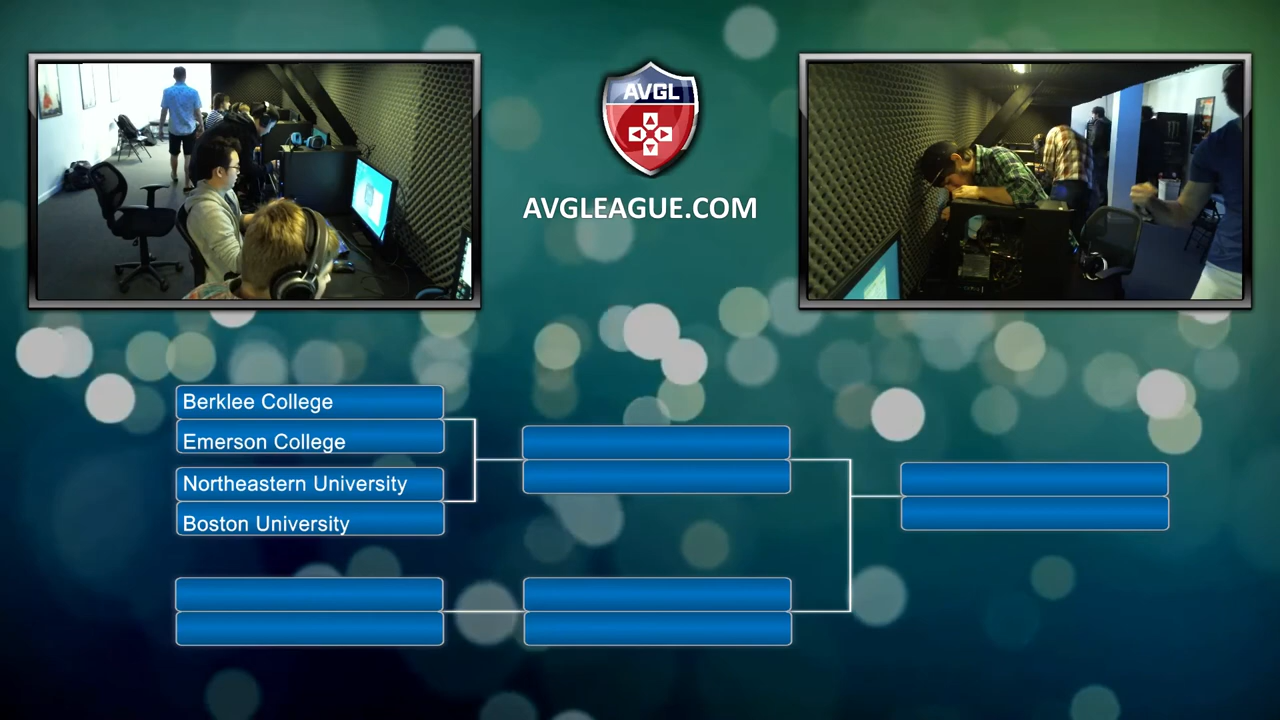 AVGL
AVGLEAGUE.COM
Berklee College
Emerson College
Northeastern University
Boston University